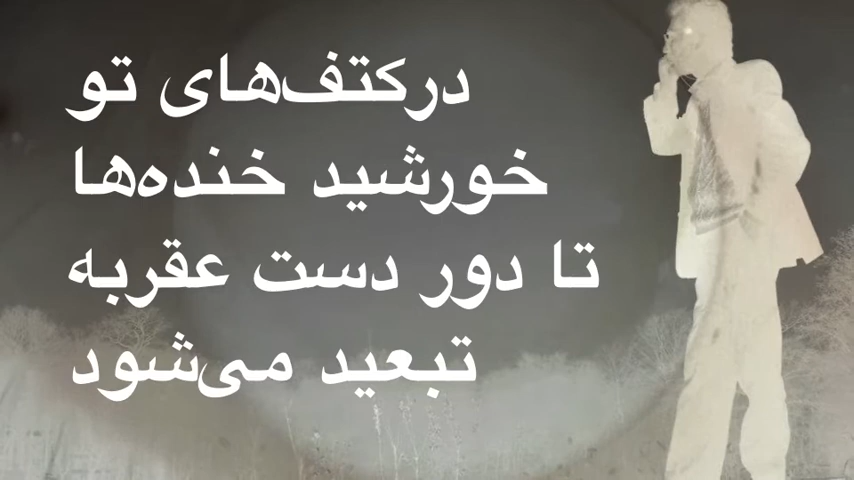 درکتف‌های تو
خورشید خنده‌ها
تا دور دست عقربه
تبعید می‌شود